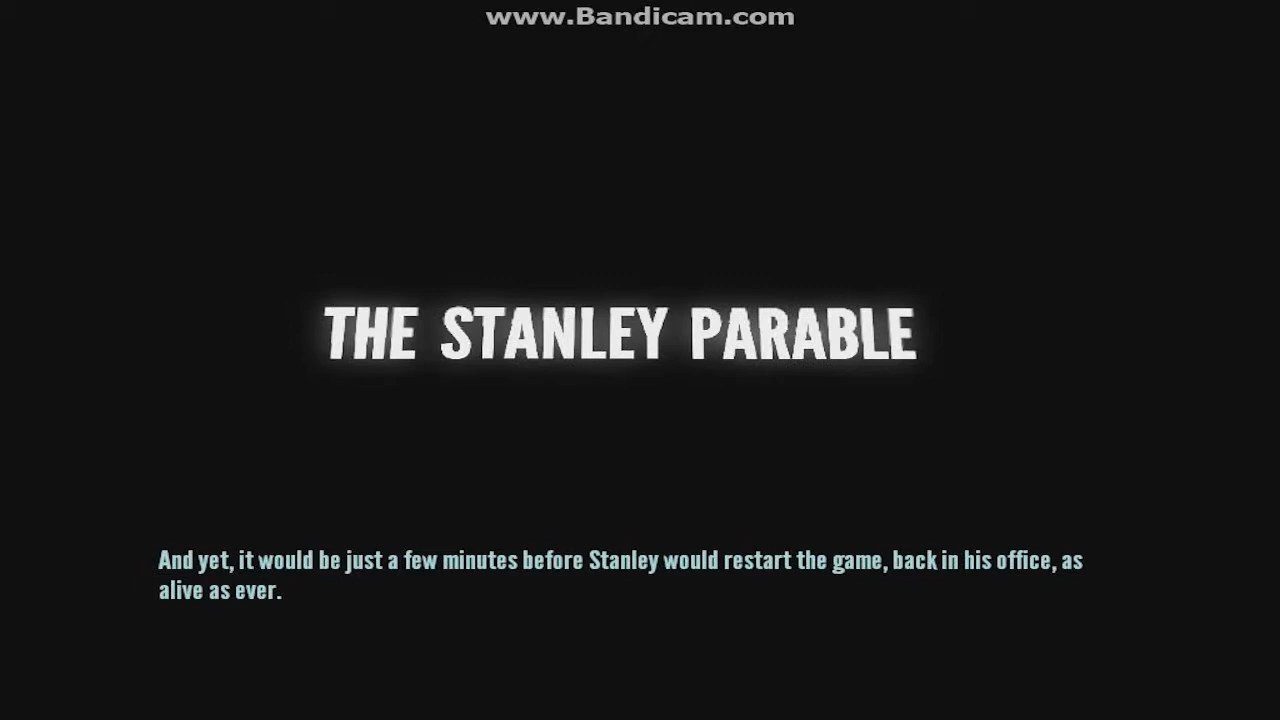 www.Bandicam.com
THE STANLEY PARABLE
And yet, it would be just a few minutes before Stanley would restart the game, back in his office, as
alive as ever.